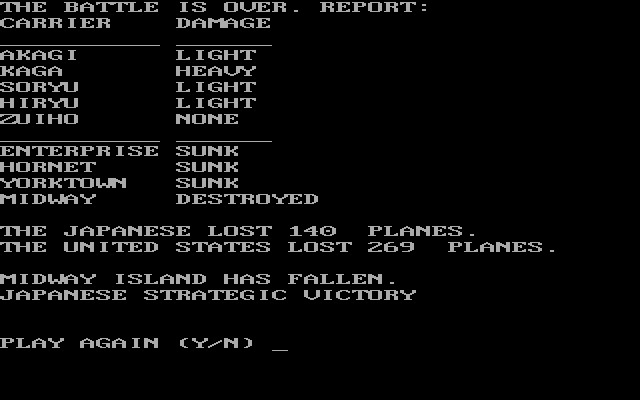 THE BATTLE IS OVER. REPORT:
CARRIER DAMAGE
AKAGI LIGHT
KAGA HEAVY
SORYU LIGHT
HIRYU LIGHT
ZUIHO NONE
ENTERPRISE SUNK
HORNET SUNK
YORKTOWN SUNK
MIDWAY DESTROYED
THE JAPANESE LOST 140 PLANES.
THE UNITED STATES LOST 269 PLANES.
MIDWAY ISLAND HAS FALLEN.
JAPANESE STRATEGIC VICTORY
PLAY AGAIN (Y/N) _